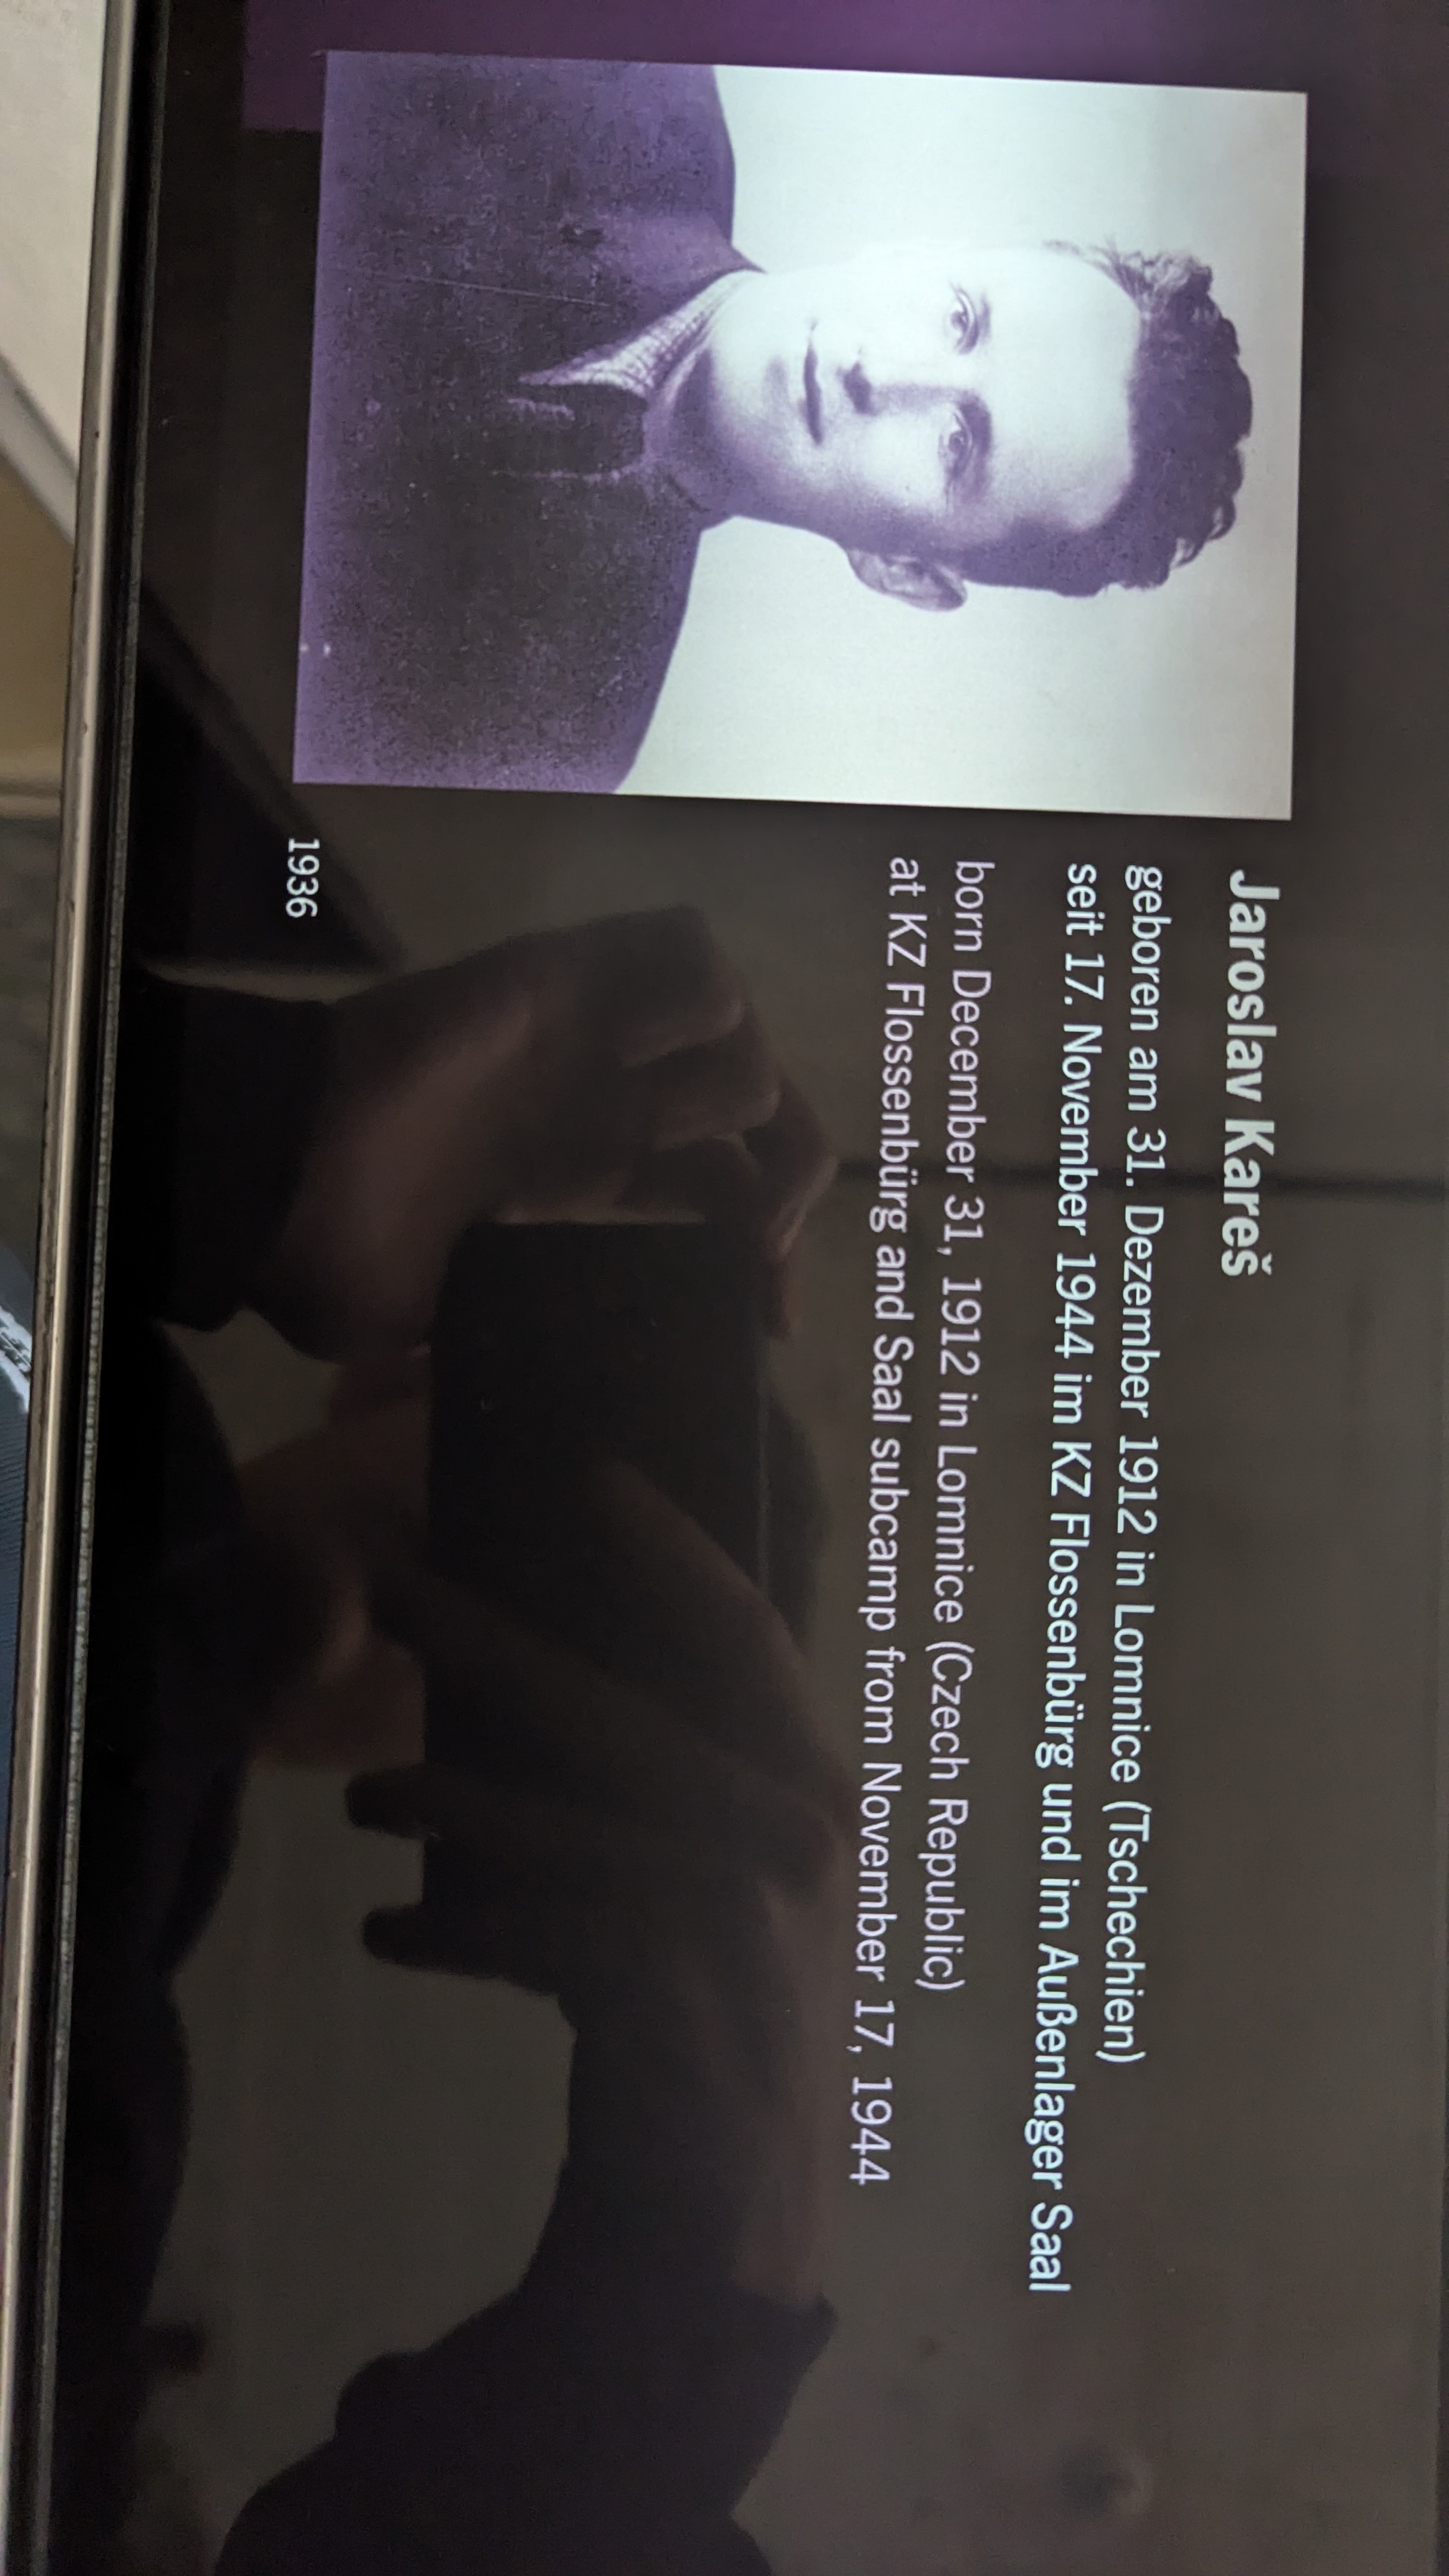 Jaroslav Kareš
geboren am 31. Dezember 1912 in Lomnice (Tschechien)
seit 17. November 1944 im KZ Flossenbürg und im Außenlager Saal
born December 31, 1912 in Lomnice (Czech Republic)
at KZ Flossenbürg and Saal subcamp from November 17, 1944
1936